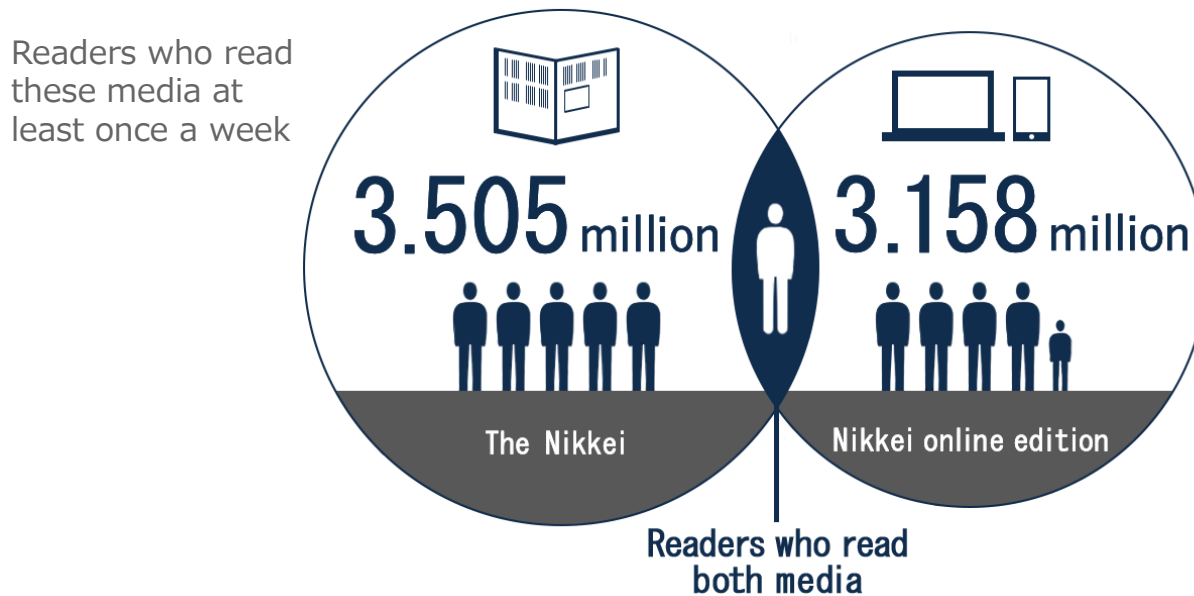 Readers who read
these media at
least once a week
3.505 million
3.158 million
The Nikkei
Nikkei online edition
Readers who read
both media